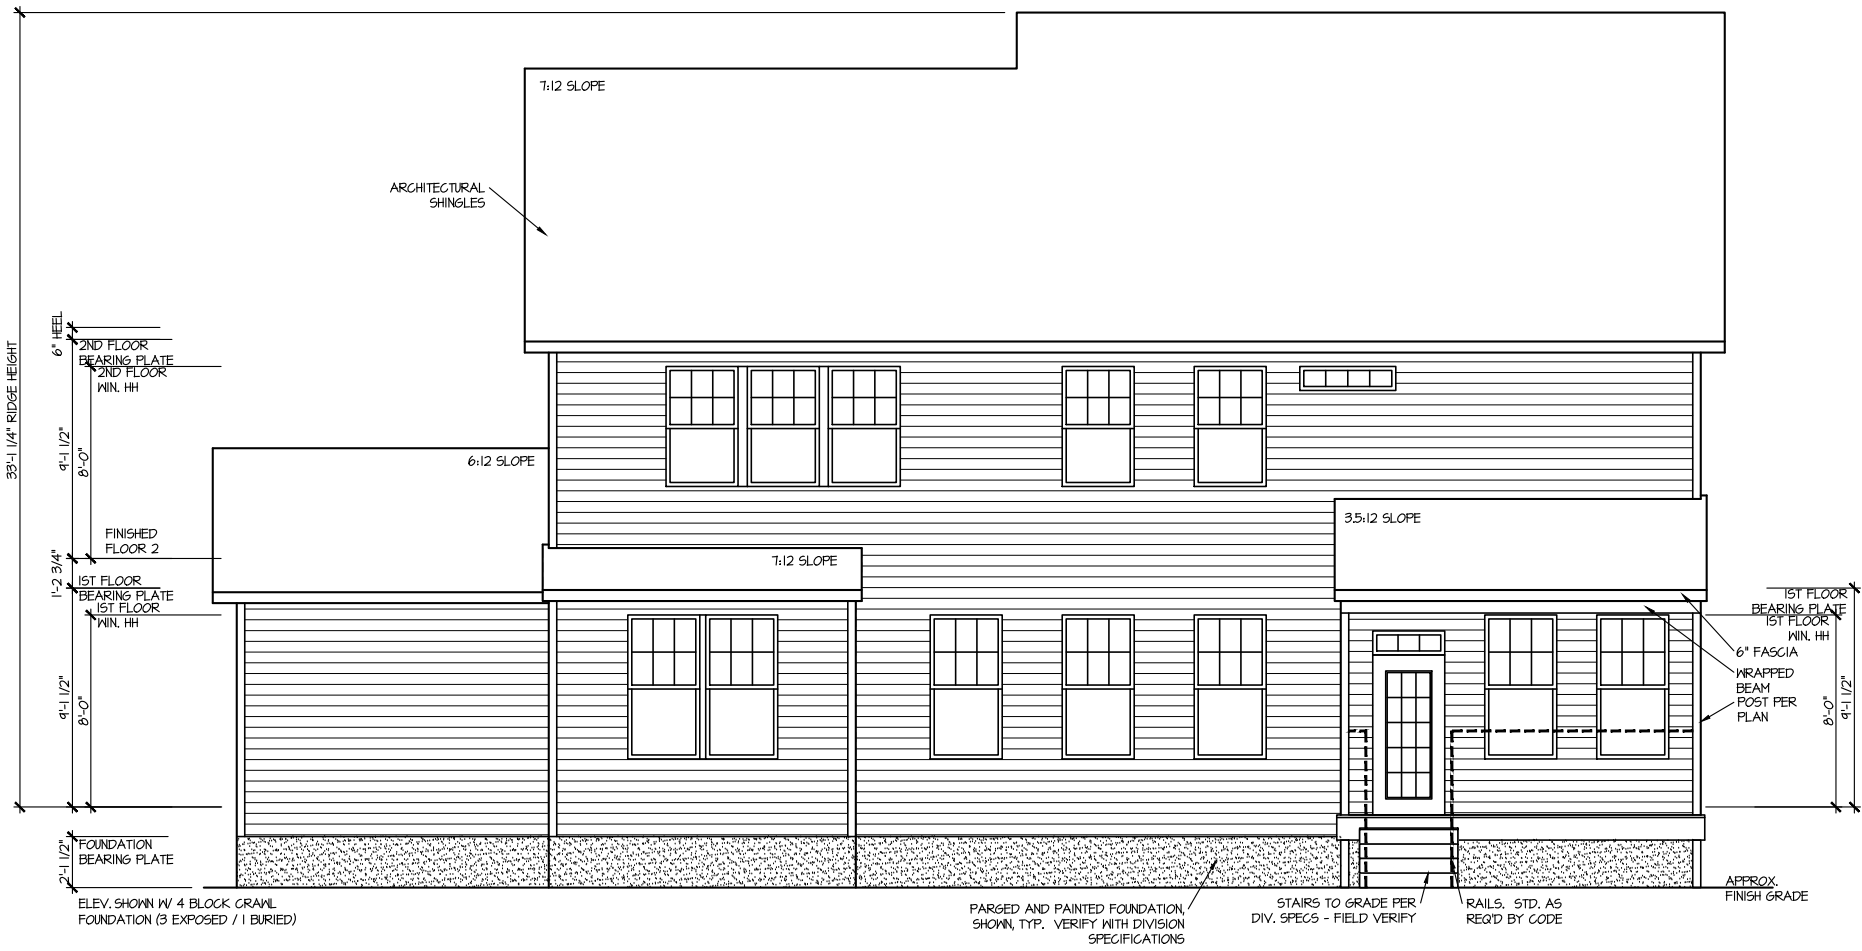 7:12 SLOPE
ARCHITECTURAL
SHINGLES
33'-1 1/4" RIDGE HEIGHT
6" HEEL
2ND FLOOR
BEARING PLATE
2ND FLOOR
WIN. HH
9'-1 1/2"
8'-0"
6:12 SLOPE
FINISHED
FLOOR 2
1'-2 3/4"
1ST FLOOR
BEARING PLATE
1ST FLOOR
WIN. HH
9'-1 1/2"
8'-0"
7:12 SLOPE
3.5:12 SLOPE
1ST FLOOR
BEARING PLATE
1ST FLOOR
WIN. HH
6" FASCIA
WRAPPED
BEAM
POST PER
PLAN
8'-0"
9'-1 1/2"
2'-1 1/2"
FOUNDATION
BEARING PLATE
ELEV. SHOWN W/ 4 BLOCK CRAWL
FOUNDATION (3 EXPOSED / 1 BURIED)
PARGED AND PAINTED FOUNDATION,
SHOWN, TYP. VERIFY WITH DIVISION
SPECIFICATIONS
STAIRS TO GRADE PER
DIV. SPECS - FIELD VERIFY
RAILS. STD. AS
REQ'D BY CODE
APPROX.
FINISH GRADE